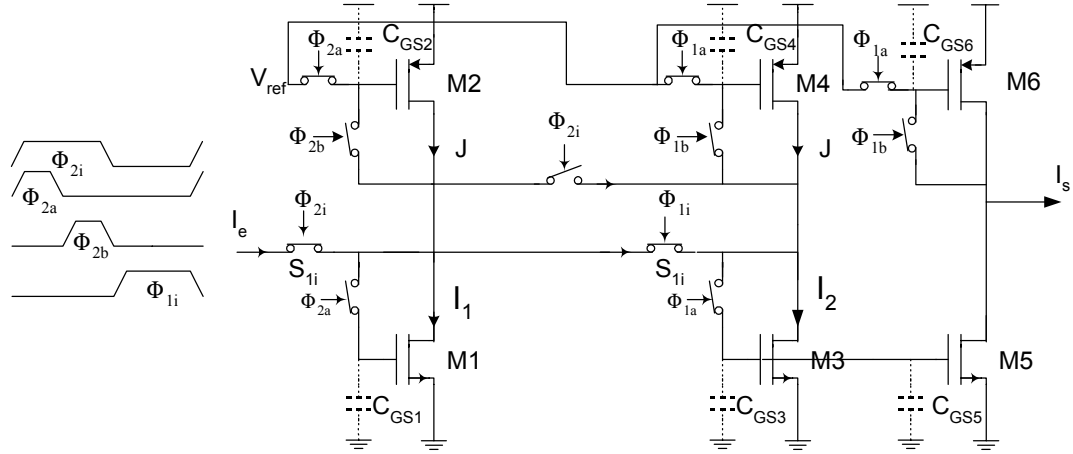 Φ2a CGS2 Φ1a CGS4 Φ1a CGS6
Vref M2 M4 M6
Φ2b J Φ2i Φ1b J Φ1b
Φ2i
Φ2a Is
Ie Φ2i Φ1i
Φ2b
S1i S1i
Φ1i Φ2a I1 Φ1a I2
M1 M3 M5
CGS1 CGS3 CGS5